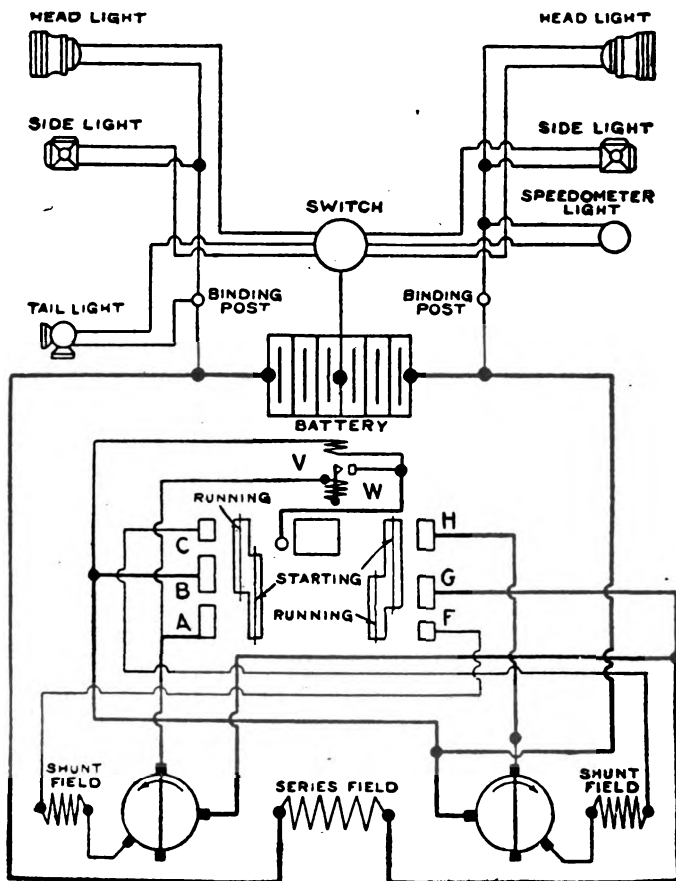 HEAD LIGHT
HEAD LIGHT
SIDE LIGHT
SIDE LIGHT
SWITCH
SPEEDOMETER
LIGHT
TAIL LIGHT
BINDING
POST
BINDING
POST
BATTERY
V
W
RUNNING
C
H
STARTING
B
G
RUNNING
A
F
SHUNT
FIELD
SERIES FIELD
SHUNT
FIELD